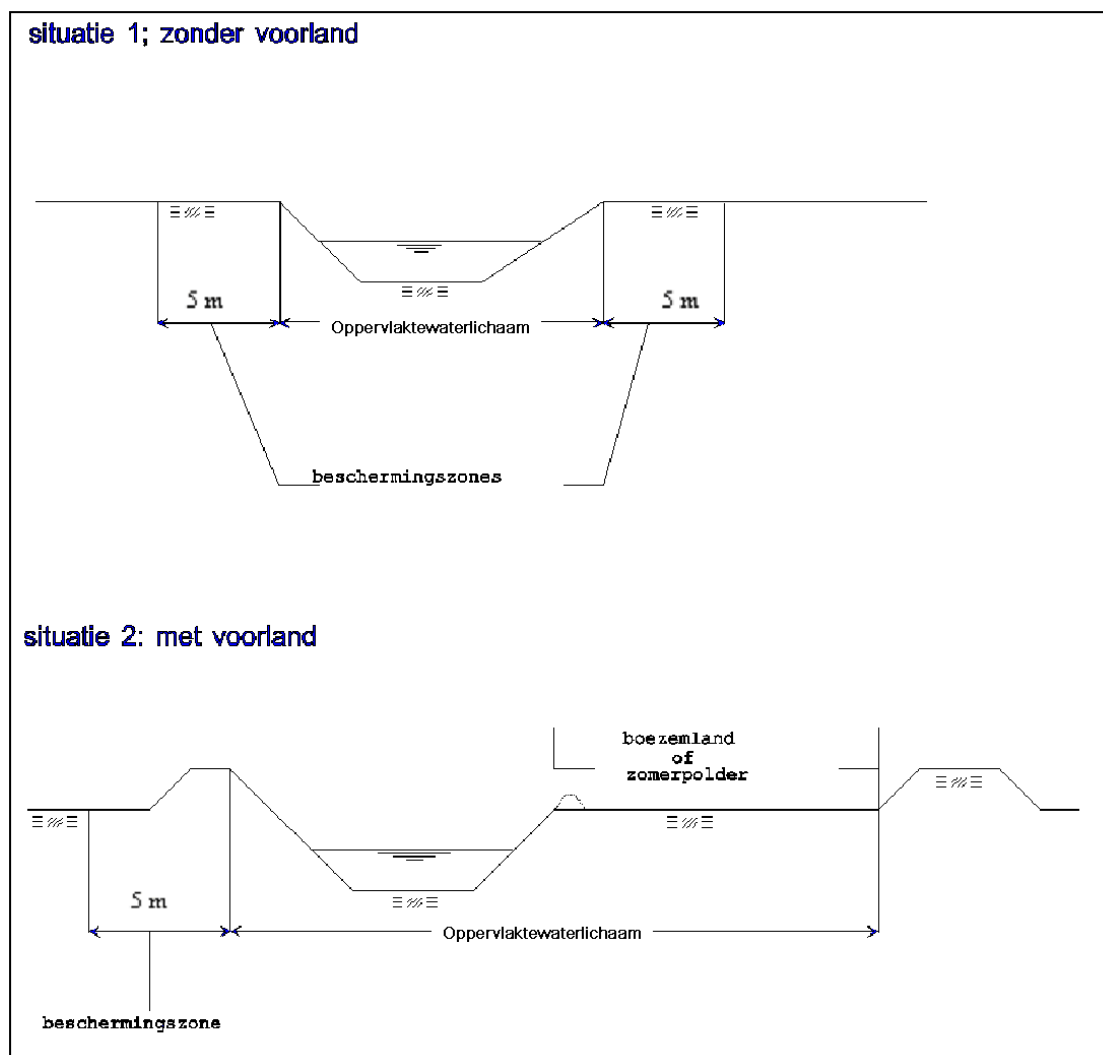 situatie 1; zonder voorland
5 m
5 m
Oppervlaktewaterlichaam
beschermingszones
situatie 2: met voorland
boezemland
of
zomerpolder
5 m
Oppervlaktewaterlichaam
beschermingszone